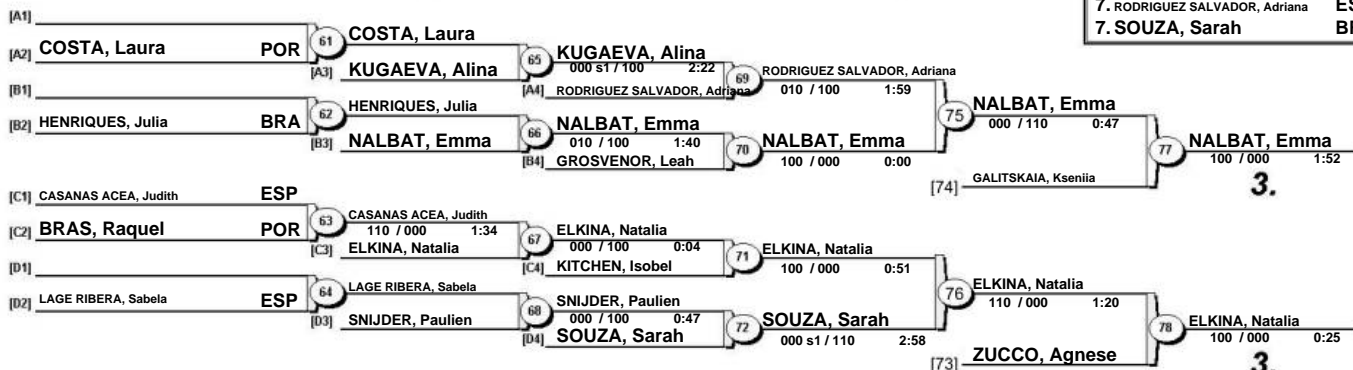 7. RODRIGUEZ SALVADOR, Adriana
7. SOUZA, Sarah
[A1]
[A2] COSTA, Laura POR
61
COSTA, Laura
[A3] KUGAEVA, Alina
65
KUGAEVA, Alina
000 s1 / 100 2:22
[A4] RODRIGUEZ SALVADOR, Adriana
69
RODRIGUEZ SALVADOR, Adriana
010 / 100 1:59
[B1]
[B2] HENRIQUES, Julia BRA
62
HENRIQUES, Julia
[B3] NALBAT, Emma
66
NALBAT, Emma
010 / 100 1:40
[B4] GROSVENOR, Leah
70
NALBAT, Emma
100 / 000 0:00
75
NALBAT, Emma
000 / 110 0:47
[74] GALITSKAIA, Kseniia
77
NALBAT, Emma
100 / 000 1:52
3.
[C1] CASANAS ACEA, Judith ESP
[C2] BRAS, Raquel POR
63
CASANAS ACEA, Judith
110 / 000 1:34
[C3] ELKINA, Natalia
67
ELKINA, Natalia
000 / 100 0:04
[C4] KITCHEN, Isobel
71
ELKINA, Natalia
100 / 000 0:51
[D1]
[D2] LAGE RIBERA, Sabela ESP
64
LAGE RIBERA, Sabela
[D3] SNIJDER, Paulien
68
SNIJDER, Paulien
000 / 100 0:47
[D4] SOUZA, Sarah
72
SOUZA, Sarah
000 s1 / 110 2:58
76
ELKINA, Natalia
110 / 000 1:20
[73] ZUCCO, Agnese
78
ELKINA, Natalia
100 / 000 0:25
3.